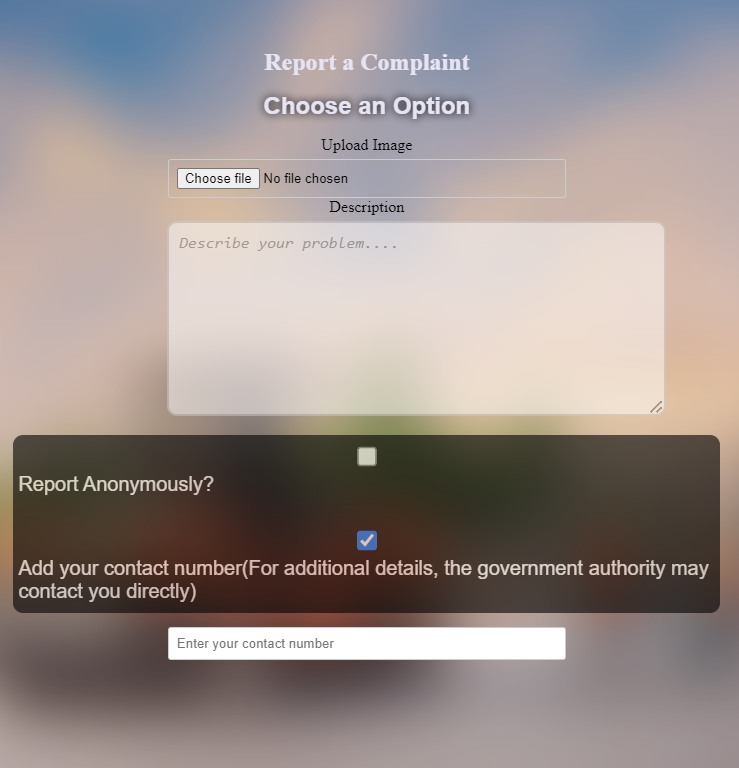 Report a Complaint
Choose an Option
Upload Image
Choose file No file chosen
Description
Describe your problem....
Report Anonymously?
Add your contact number(For additional details, the government authority may
contact you directly)
Enter your contact number